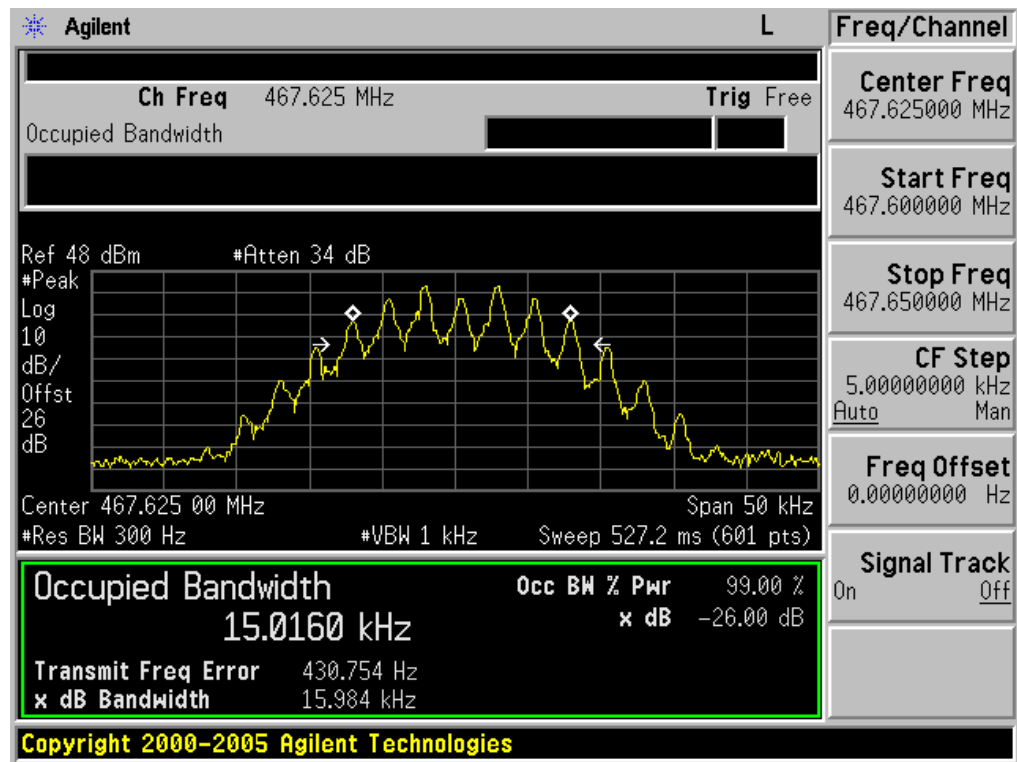 Agilent L Freq/Channel
Ch Freq 467.625 MHz Trig Free
Occupied Bandwidth
Center Freq
467.625000 MHz
Start Freq
467.600000 MHz
Stop Freq
467.650000 MHz
CF Step
5.00000000 kHz
Auto Man
Freq Offset
0.00000000 Hz
Signal Track
On Off
Ref 48 dBm #Atten 34 dB
#Peak
Log
10
dB/
Offst
26
dB
Center 467.625 00 MHz Span 50 kHz
#Res BW 300 Hz #VBW 1 kHz Sweep 527.2 ms (601 pts)
Occupied Bandwidth Occ BW % Pwr 99.00 %
15.0160 kHz x dB -26.00 dB
Transmit Freq Error 430.754 Hz
x dB Bandwidth 15.984 kHz
Copyright 2000-2005 Agilent Technologies